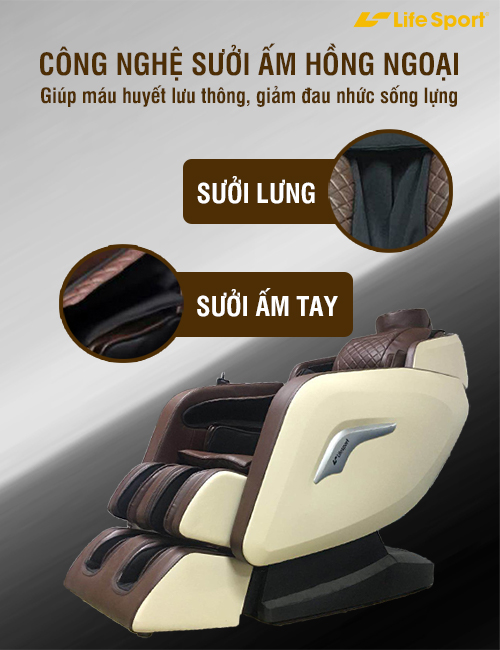 Life Sport
CÔNG NGHỆ SƯỞI ẤM HỒNG NGOẠI
Giúp máu huyết lưu thông, giảm đau nhức sống lưng
SƯỞI LƯNG
SƯỞI ẤM TAY
LifeSport